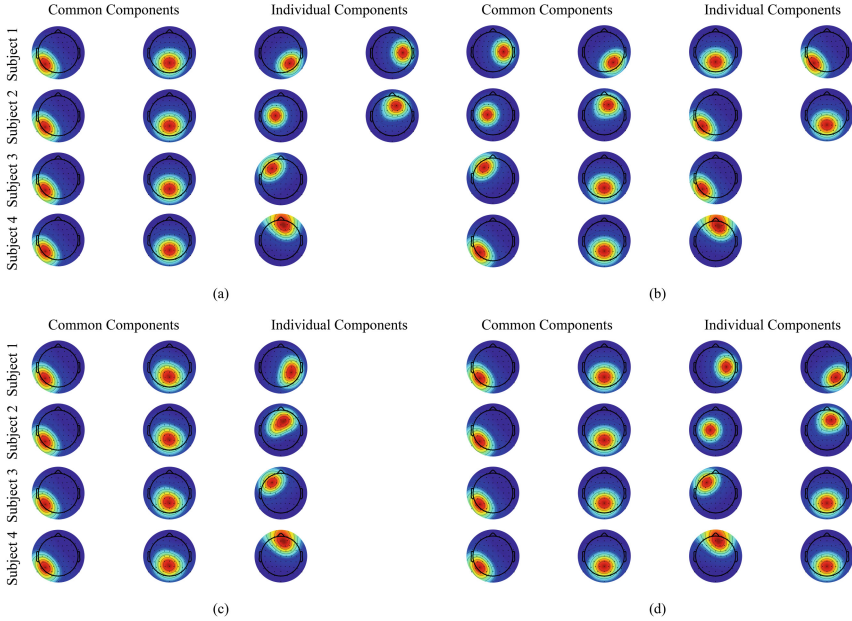 Common Components Individual Components Common Components Individual Components
Subject 1
Subject 2
Subject 3
Subject 4
(a) (b)
Common Components Individual Components Common Components Individual Components
Subject 1
Subject 2
Subject 3
Subject 4
(c) (d)